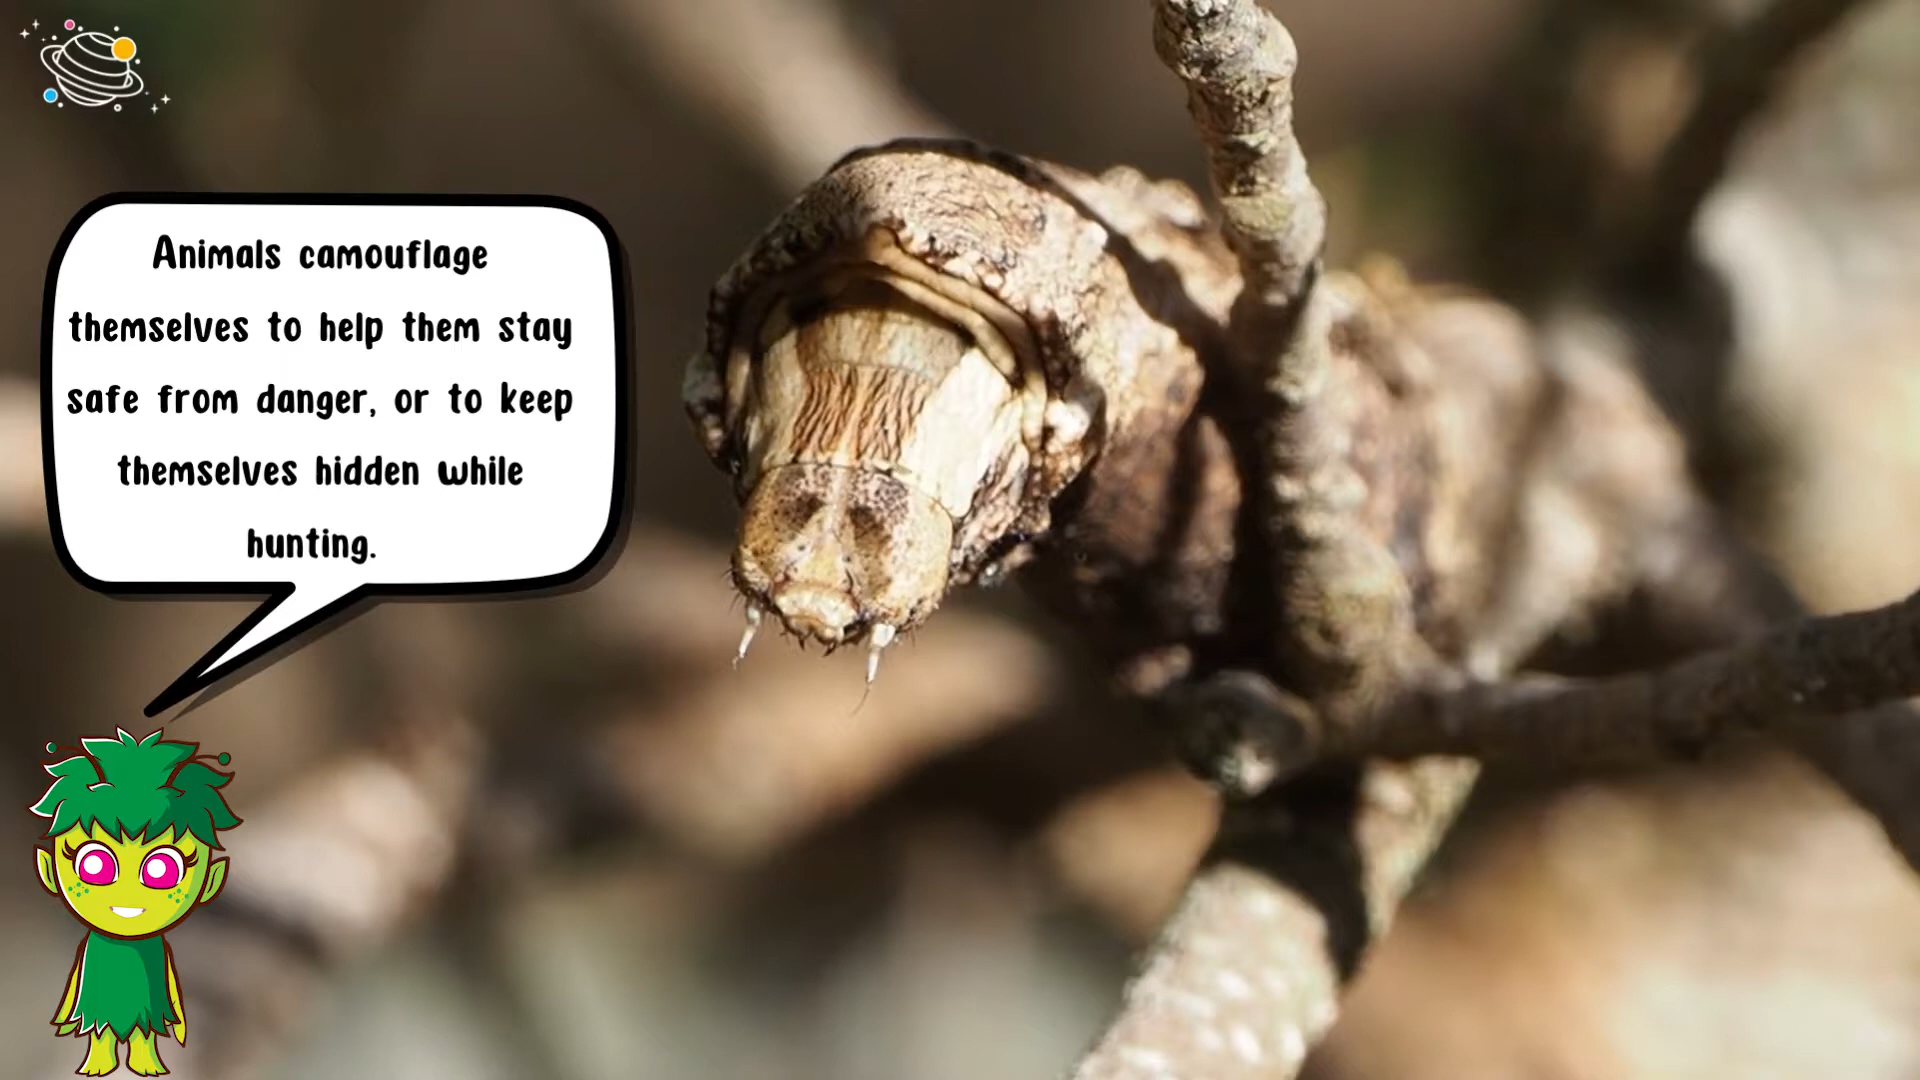 Animals camouflage
themselves to help them stay
safe from danger, or to keep
themselves hidden while
hunting.